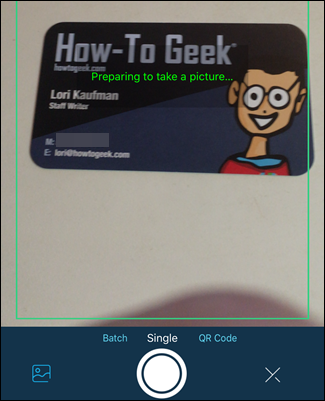 How-To Geek
howtogeek.com
Preparing to take a picture...
Lori Kaufman
Staff Writer
M:
E: lori@howtogeek.com
Batch Single QR Code